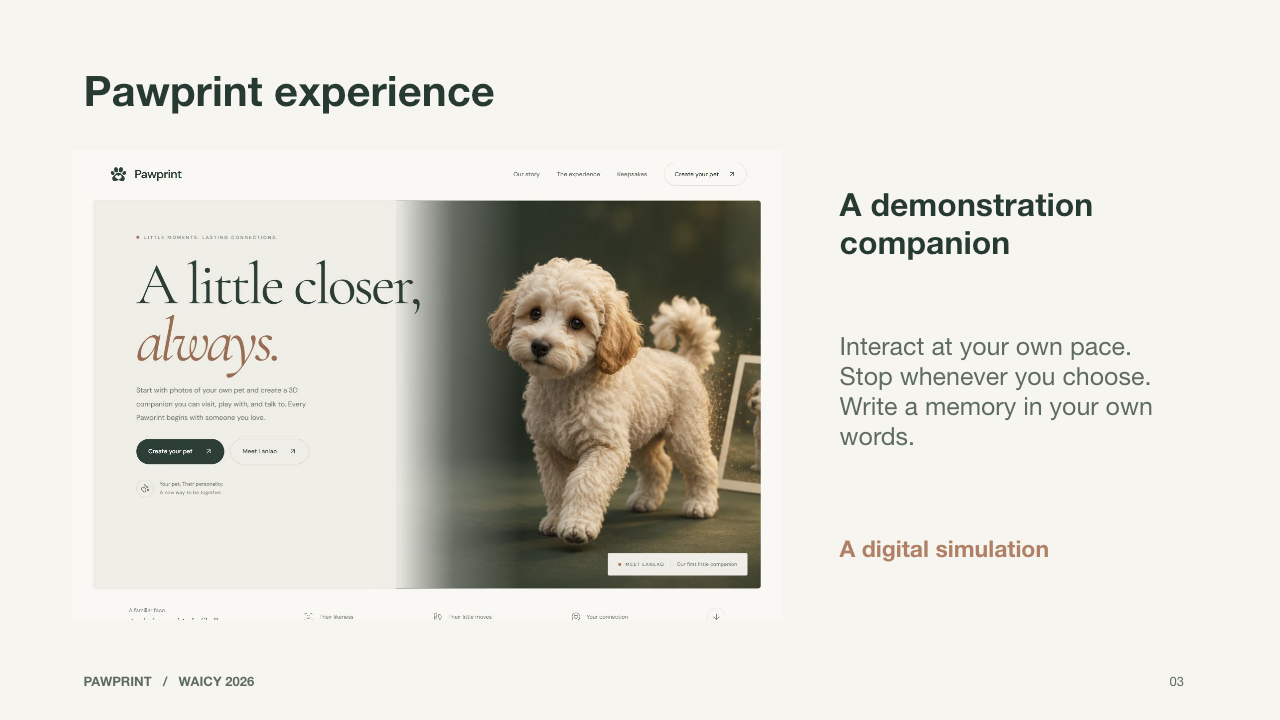 Pawprint experience
Pawprint
Our story
The experience
Keepsakes
Create your pet
LITTLE MOMENTS. LASTING CONNECTIONS.
A little closer,
always.
Start with photos of your own pet and create a 3D
companion you can visit, play with, and talk to. Every
Pawprint begins with someone you love.
Create your pet
Meet Lanlao
Your pet. Their personality.
A new way to be together.
MEET LANLAO
Our first little companion
A familiar face.
Their likeness
Their little moves
Your connection
A demonstration
companion
Interact at your own pace.
Stop whenever you choose.
Write a memory in your own
words.
A digital simulation
PAWPRINT / WAICY 2026
03